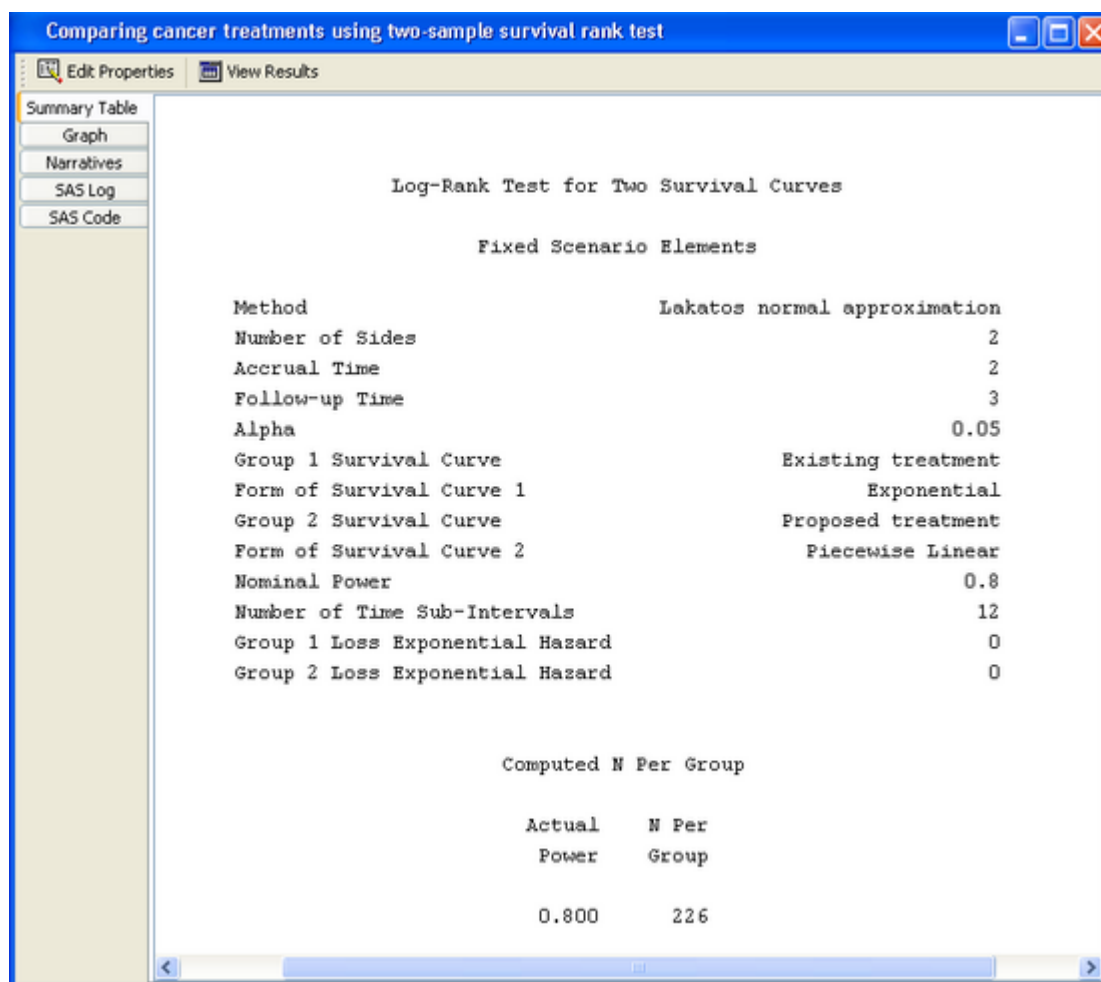 Comparing cancer treatments using two-sample survival rank test
Edit Properties View Results
Summary Table
Graph
Narratives
SAS Log
SAS Code
Log-Rank Test for Two Survival Curves
Fixed Scenario Elements
Method Lakatos normal approximation
Number of Sides 2
Accrual Time 2
Follow-up Time 3
Alpha 0.05
Group 1 Survival Curve Existing treatment
Form of Survival Curve 1 Exponential
Group 2 Survival Curve Proposed treatment
Form of Survival Curve 2 Piecewise Linear
Nominal Power 0.8
Number of Time Sub-Intervals 12
Group 1 Loss Exponential Hazard 0
Group 2 Loss Exponential Hazard 0
Computed N Per Group
Actual N Per
Power Group
0.800 226